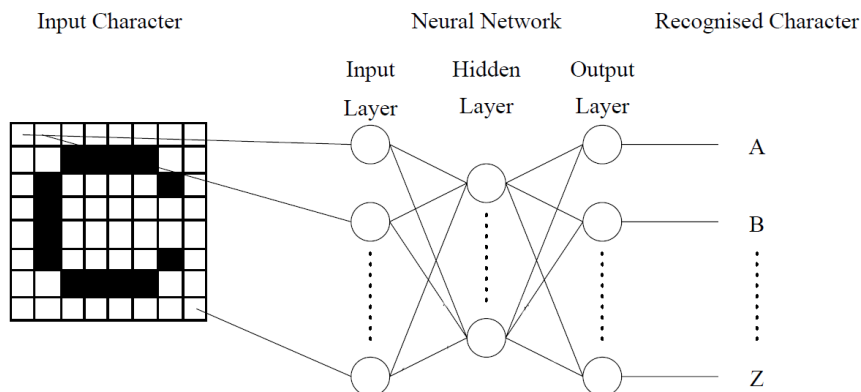 Input Character
Neural Network
Recognised Character
Input
Layer
Hidden
Layer
Output
Layer
A
B
Z